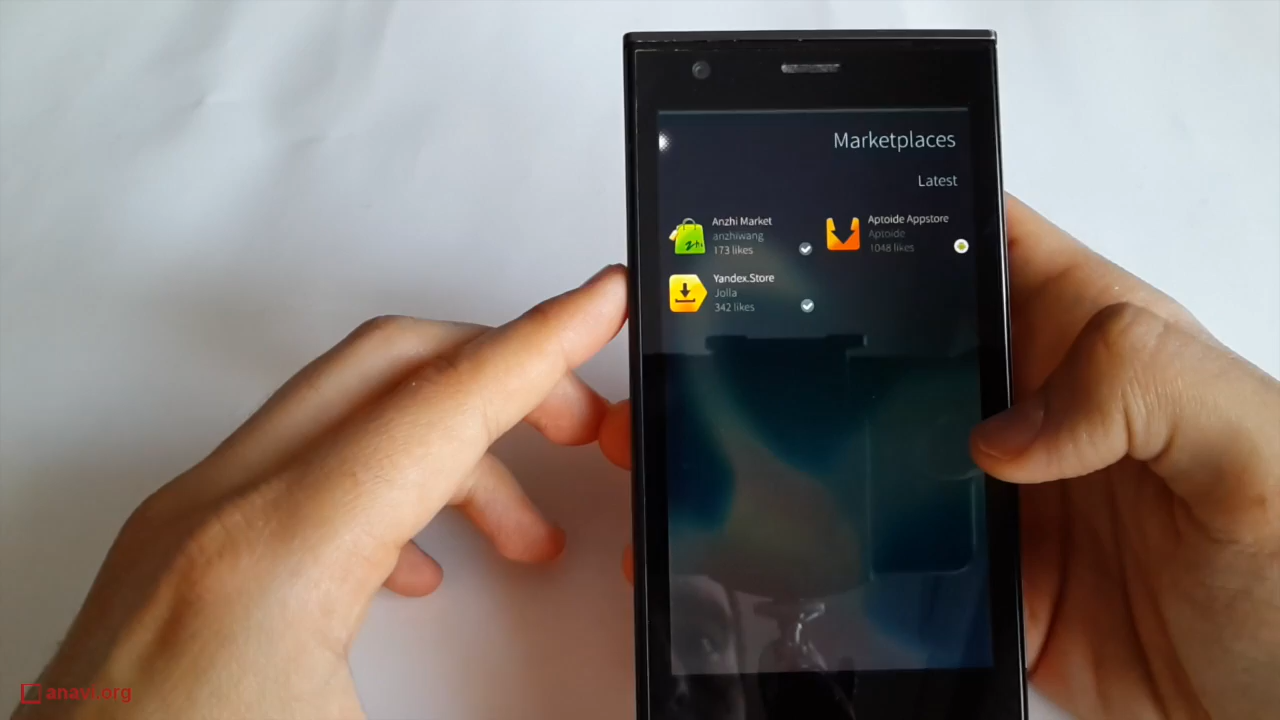 Marketplaces
Latest
Anzhi Market
anzhiwang
173 likes
Aptoide Appstore
Aptoide
1048 likes
Yandex.Store
Jolla
342 likes
anavi.org